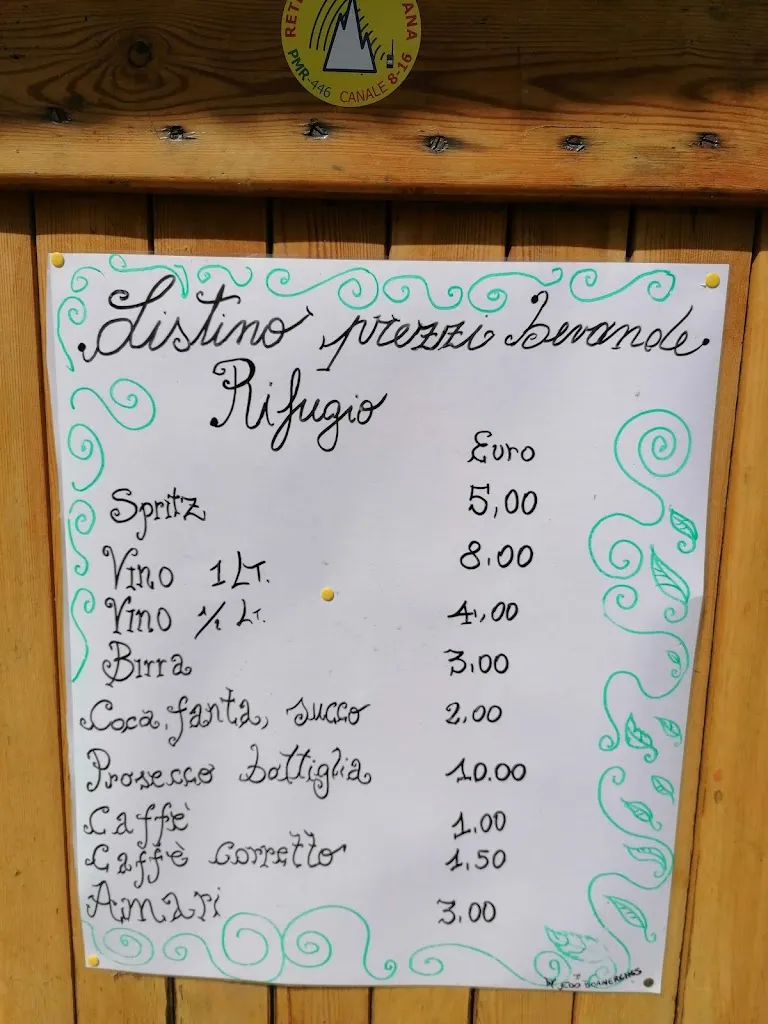 RET
ANA
PMR-446 CANALE 8-16
Listino prezzi bevande
Rifugio
Euro
Spritz 5,00
Vino 1 LT. 8.00
Vino 1/2 Lt. 4,00
Birra 3.00
Coca, fanta, succo 2.00
Prosecco bottiglia 10.00
Caffè 1.00
Caffè corretto 1,50
Amari 3.00